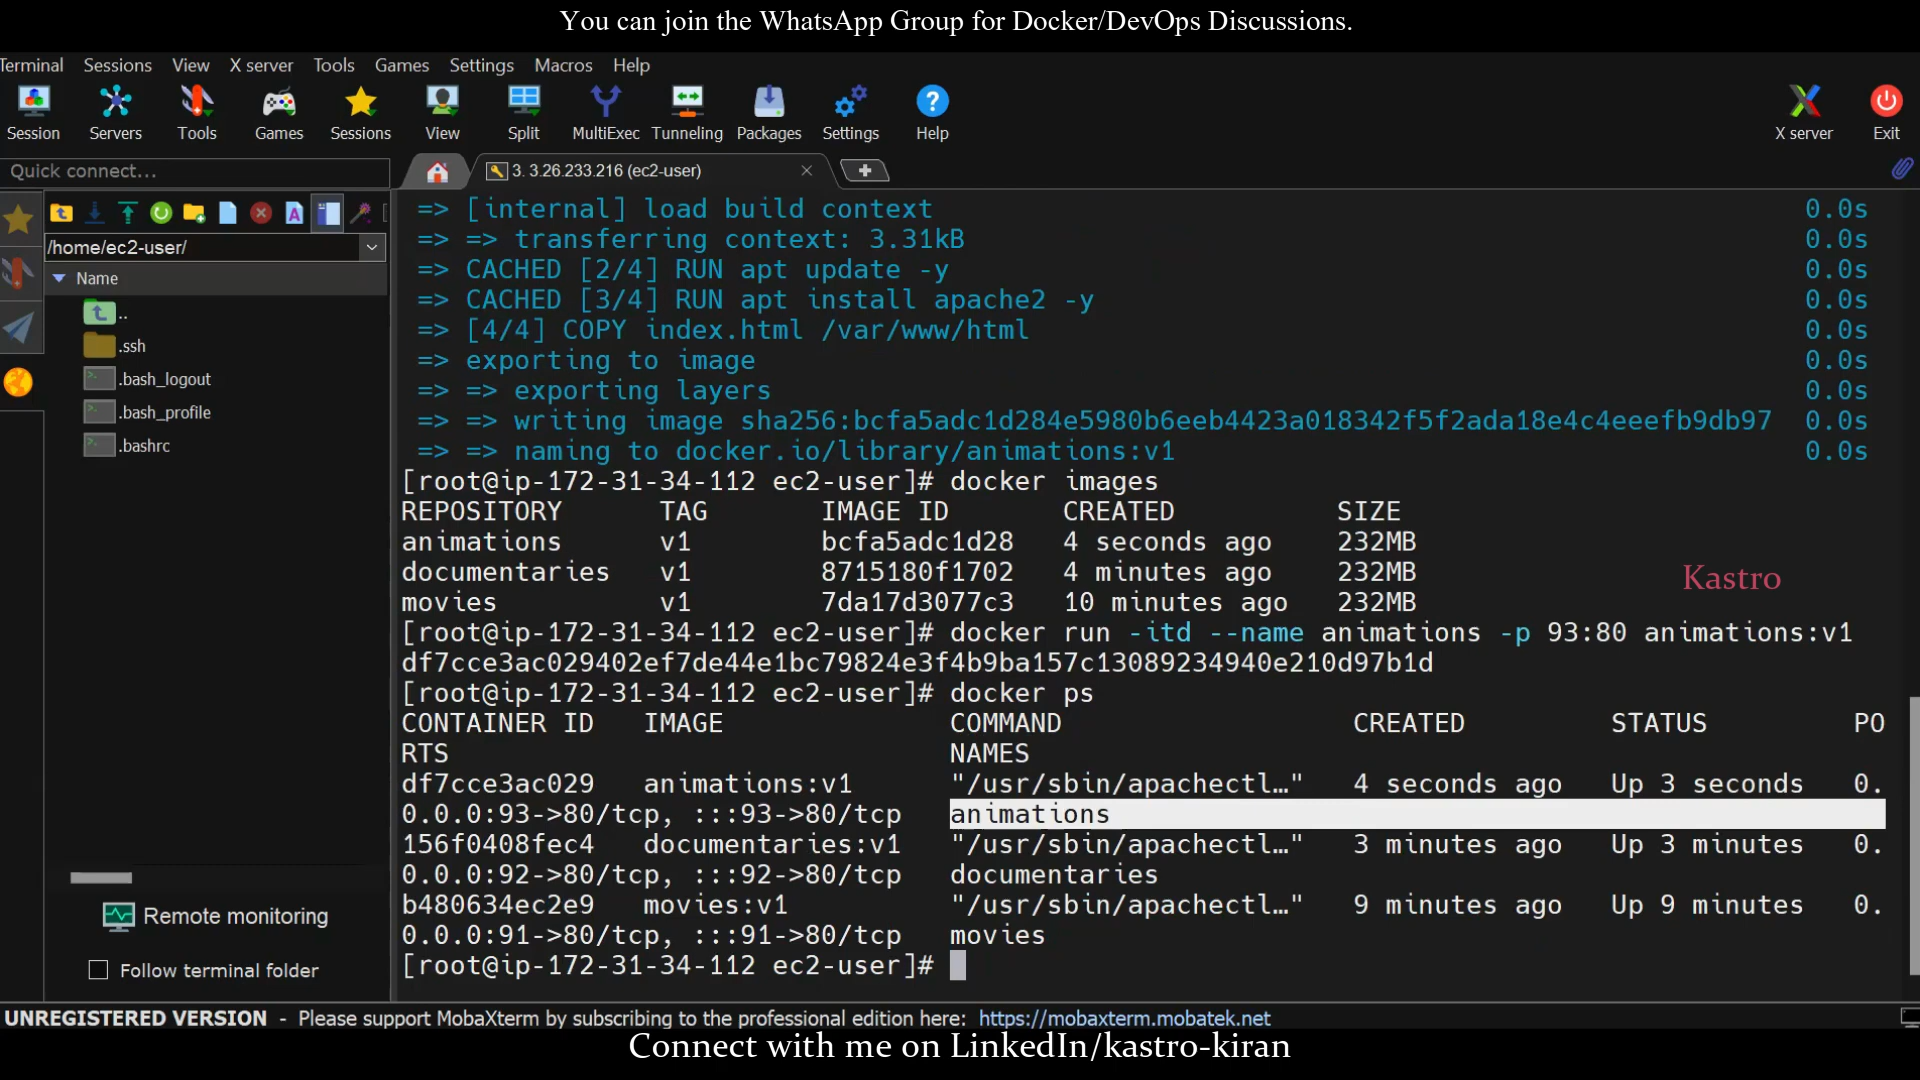 You can join the WhatsApp Group for Docker/DevOps Discussions.
Terminal Sessions View X server Tools Games Settings Macros Help
Session Servers Tools Games Sessions View Split MultiExec Tunneling Packages Settings Help X server Exit
Quick connect...
3. 3.26.233.216 (ec2-user)
/home/ec2-user/
Name
..
.ssh
.bash_logout
.bash_profile
.bashrc
Remote monitoring
Follow terminal folder
=> [internal] load build context 0.0s
=> => transferring context: 3.31kB 0.0s
=> CACHED [2/4] RUN apt update -y 0.0s
=> CACHED [3/4] RUN apt install apache2 -y 0.0s
=> [4/4] COPY index.html /var/www/html 0.0s
=> exporting to image 0.0s
=> => exporting layers 0.0s
=> => writing image sha256:bcfa5adc1d284e5980b6eeb4423a018342f5f2ada18e4c4eeefb9db97 0.0s
=> => naming to docker.io/library/animations:v1 0.0s
[root@ip-172-31-34-112 ec2-user]# docker images
REPOSITORY TAG IMAGE ID CREATED SIZE
animations v1 bcfa5adc1d28 4 seconds ago 232MB
documentaries v1 8715180f1702 4 minutes ago 232MB
movies v1 7da17d3077c3 10 minutes ago 232MB
Kastro
[root@ip-172-31-34-112 ec2-user]# docker run -itd --name animations -p 93:80 animations:v1
df7cce3ac029402ef7de44e1bc79824e3f4b9ba157c13089234940e210d97b1d
[root@ip-172-31-34-112 ec2-user]# docker ps
CONTAINER ID IMAGE COMMAND CREATED STATUS PO
RTS NAMES
df7cce3ac029 animations:v1 "/usr/sbin/apachectl…" 4 seconds ago Up 3 seconds 0.
0.0.0:93->80/tcp, :::93->80/tcp animations
156f0408fec4 documentaries:v1 "/usr/sbin/apachectl…" 3 minutes ago Up 3 minutes 0.
0.0.0:92->80/tcp, :::92->80/tcp documentaries
b480634ec2e9 movies:v1 "/usr/sbin/apachectl…" 9 minutes ago Up 9 minutes 0.
0.0.0:91->80/tcp, :::91->80/tcp movies
[root@ip-172-31-34-112 ec2-user]#
UNREGISTERED VERSION - Please support MobaXterm by subscribing to the professional edition here: https://mobaxterm.mobatek.net
Connect with me on LinkedIn/kastro-kiran